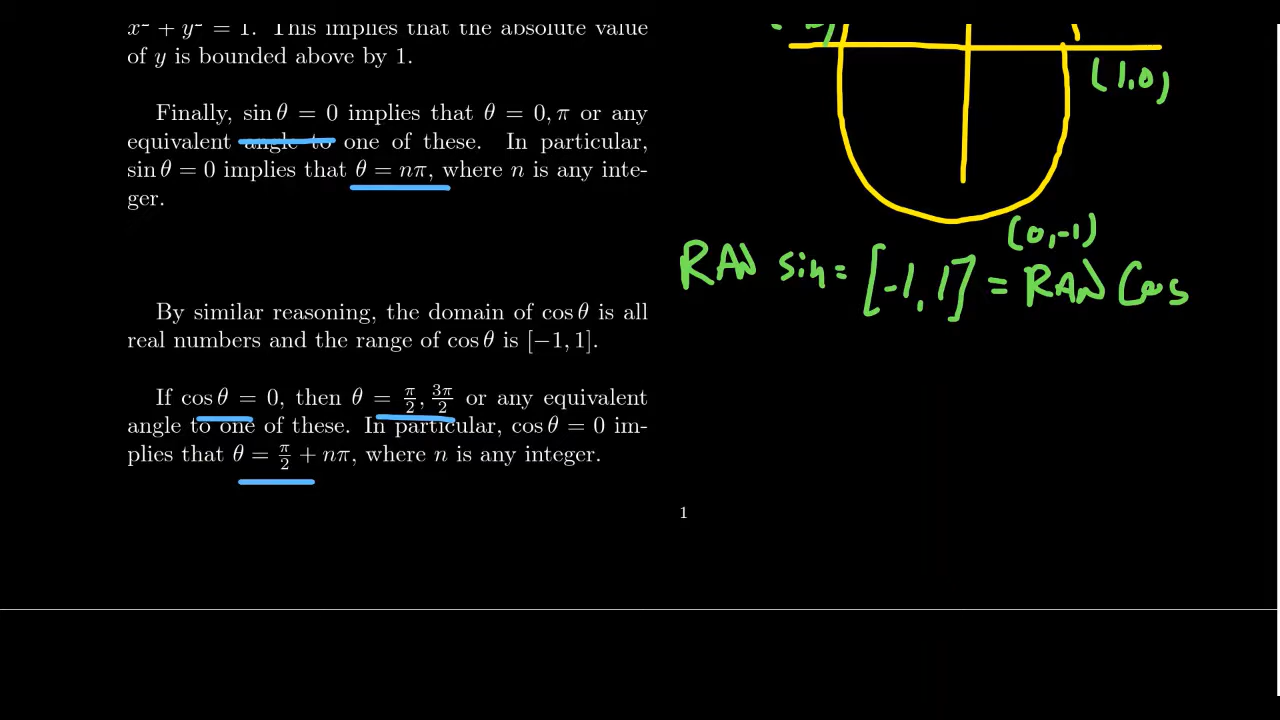 x² + y² = 1. This implies that the absolute value
of y is bounded above by 1.
Finally, sin θ = 0 implies that θ = 0, π or any
equivalent angle to one of these. In particular,
sin θ = 0 implies that θ = nπ, where n is any inte-
ger.
By similar reasoning, the domain of cos θ is all
real numbers and the range of cos θ is [−1, 1].
If cos θ = 0, then θ = π/2, 3π/2 or any equivalent
angle to one of these. In particular, cos θ = 0 im-
plies that θ = π/2 + nπ, where n is any integer.
(1,0)
(0,-1)
RAN sin = [-1, 1] = RAN Cos
1